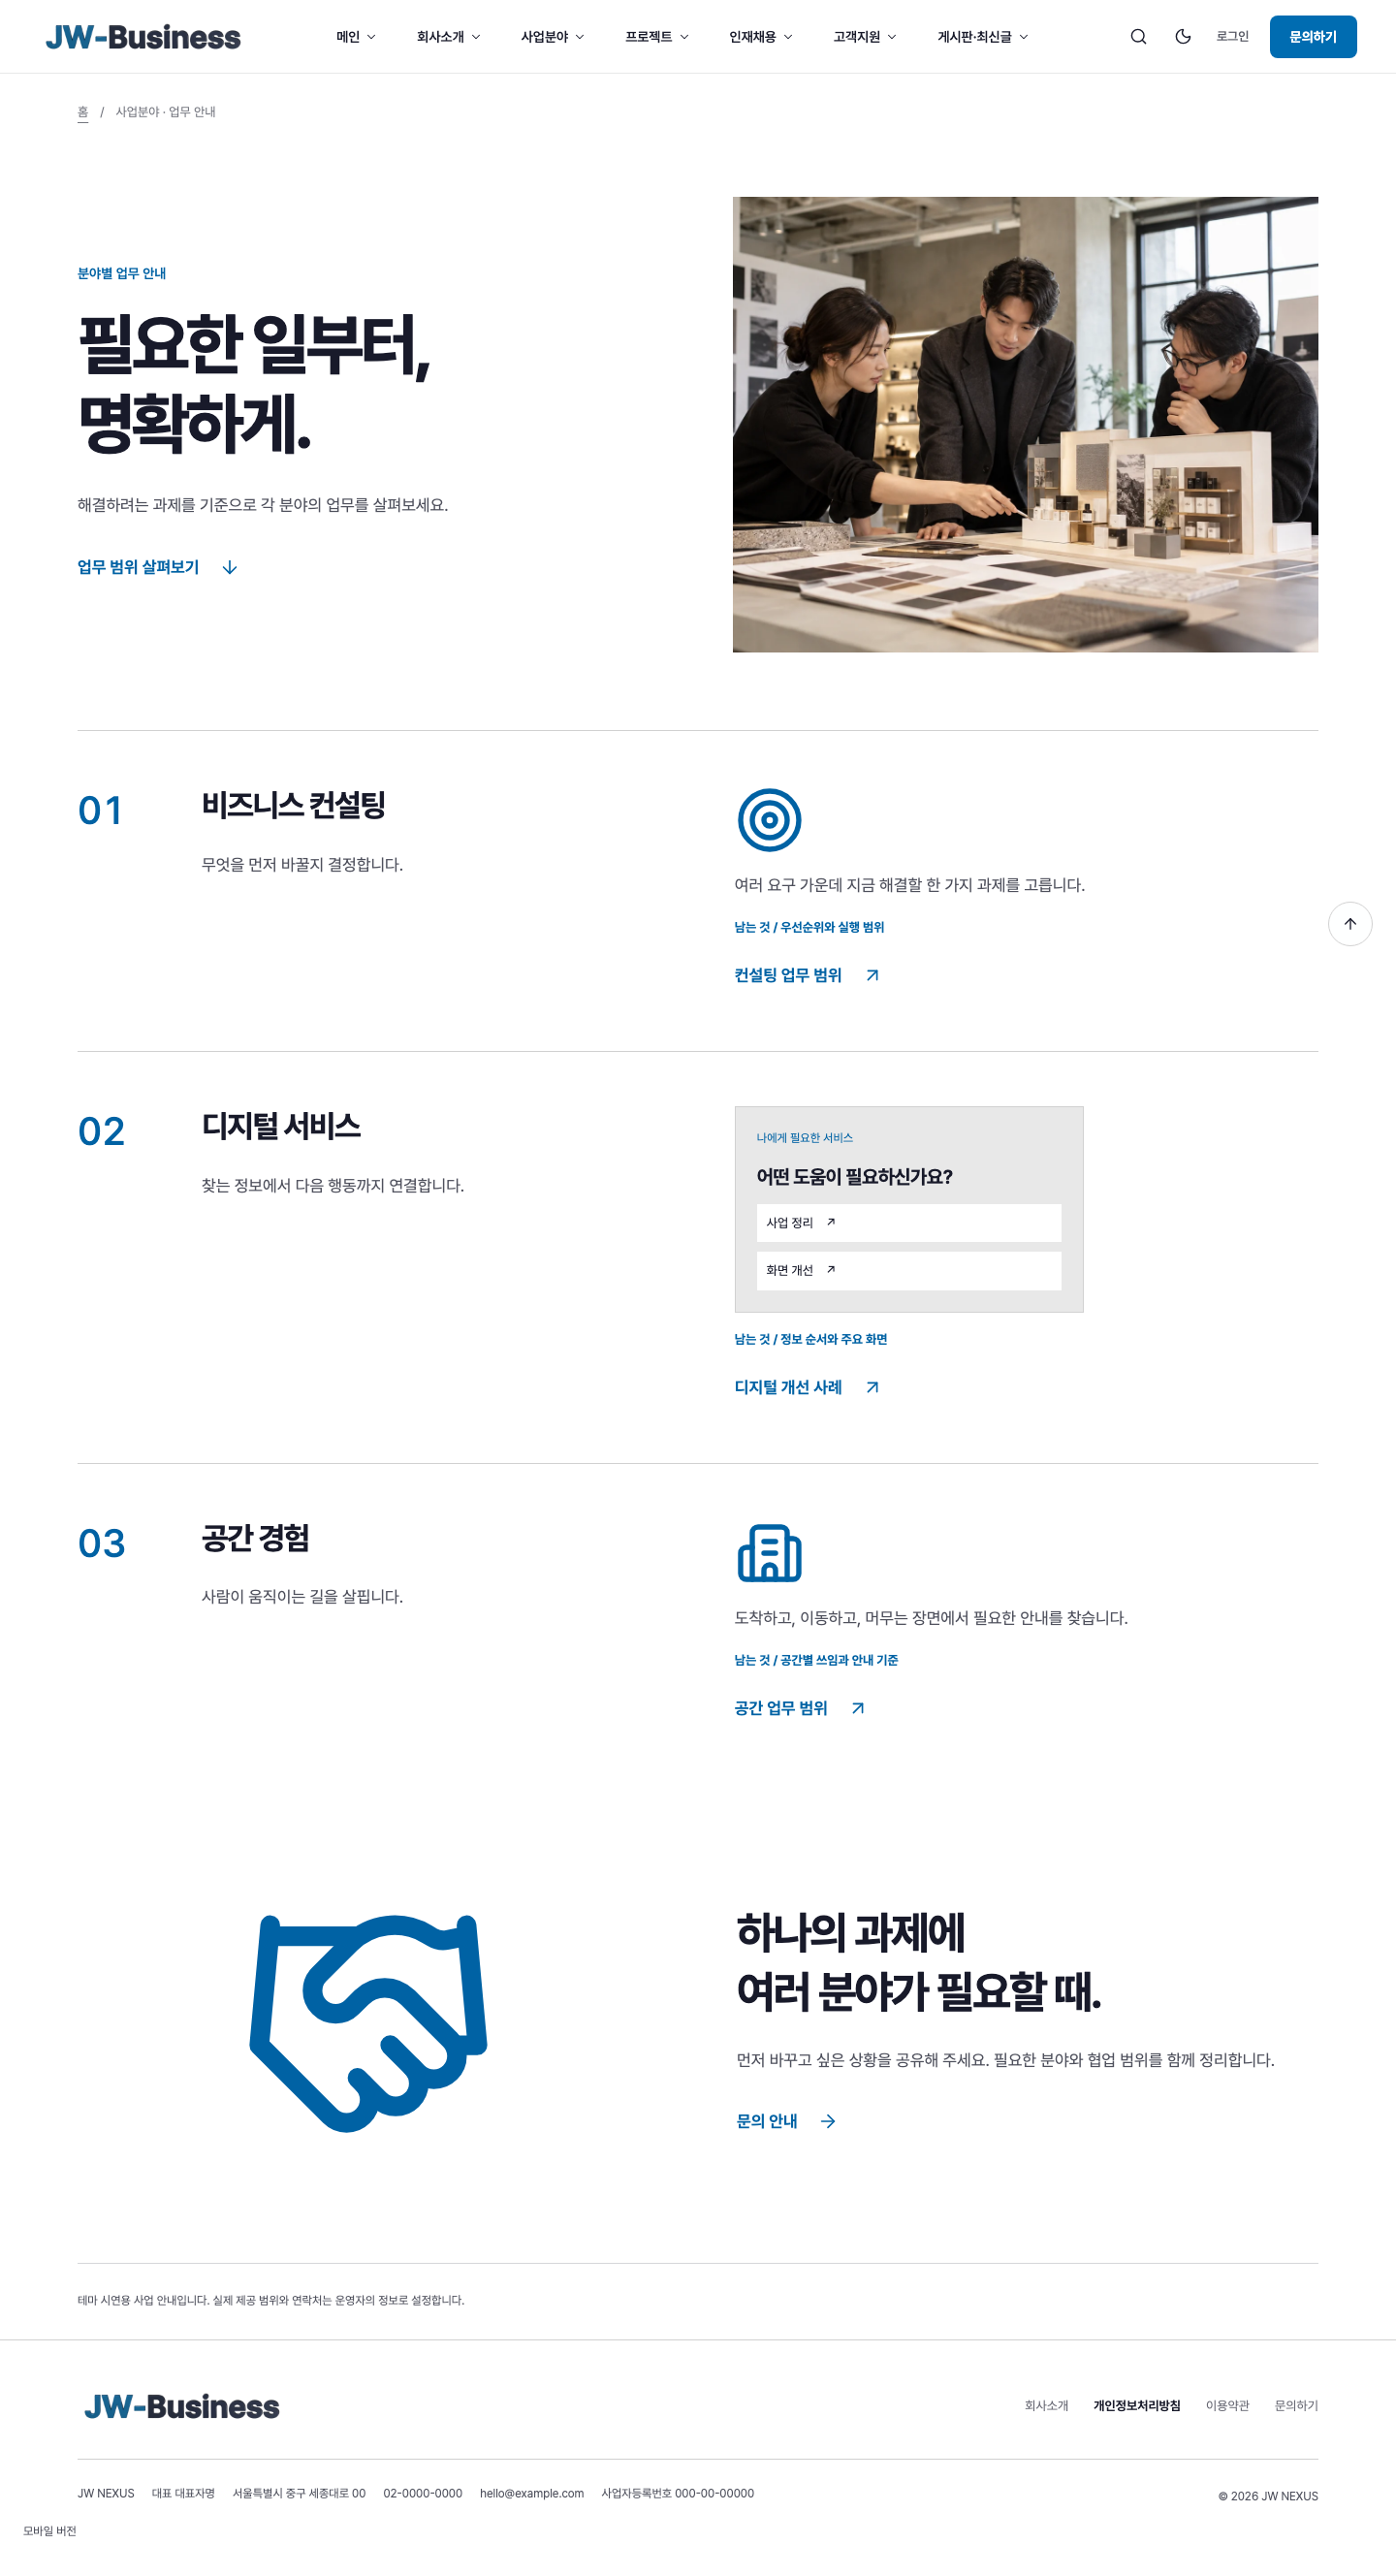 JW-Business
메인
회사소개
사업분야
프로젝트
인재채용
고객지원
게시판·최신글
로그인
문의하기
홈 / 사업분야 · 업무 안내
분야별 업무 안내
필요한 일부터,
명확하게.
해결하려는 과제를 기준으로 각 분야의 업무를 살펴보세요.
업무 범위 살펴보기
01
비즈니스 컨설팅
무엇을 먼저 바꿀지 결정합니다.
여러 요구 가운데 지금 해결할 한 가지 과제를 고릅니다.
남는 것 / 우선순위와 실행 범위
컨설팅 업무 범위
02
디지털 서비스
찾는 정보에서 다음 행동까지 연결합니다.
나에게 필요한 서비스
어떤 도움이 필요하신가요?
사업 정리
화면 개선
남는 것 / 정보 순서와 주요 화면
디지털 개선 사례
03
공간 경험
사람이 움직이는 길을 살핍니다.
도착하고, 이동하고, 머무는 장면에서 필요한 안내를 찾습니다.
남는 것 / 공간별 쓰임과 안내 기준
공간 업무 범위
하나의 과제에
여러 분야가 필요할 때.
먼저 바꾸고 싶은 상황을 공유해 주세요. 필요한 분야와 협업 범위를 함께 정리합니다.
문의 안내
테마 시연용 사업 안내입니다. 실제 제공 범위와 연락처는 운영자의 정보로 설정합니다.
JW-Business
회사소개
개인정보처리방침
이용약관
문의하기
JW NEXUS 대표 대표자명 서울특별시 중구 세종대로 00 02-0000-0000 hello@example.com 사업자등록번호 000-00-00000
© 2026 JW NEXUS
모바일 버전